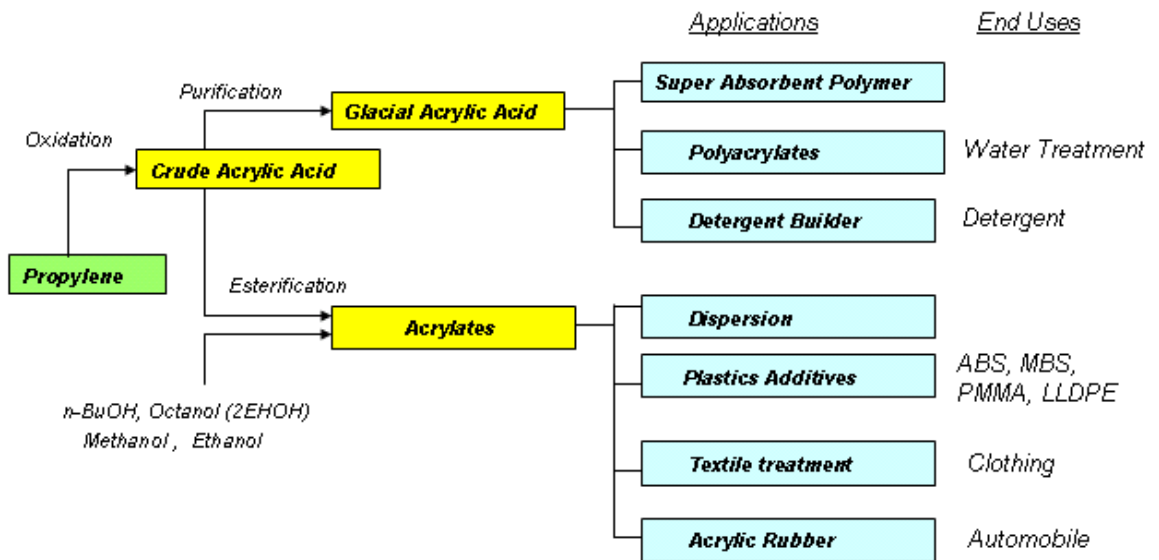 Applications End Uses
Purification
Super Absorbent Polymer
Glacial Acrylic Acid
Oxidation
Polyacrylates Water Treatment
Crude Acrylic Acid
Detergent Builder Detergent
Propylene
Esterification
Dispersion
Acrylates
ABS, MBS,
Plastics Additives
PMMA, LLDPE
n-BuOH, Octanol (2EHOH)
Methanol , Ethanol
Textile treatment Clothing
Acrylic Rubber Automobile